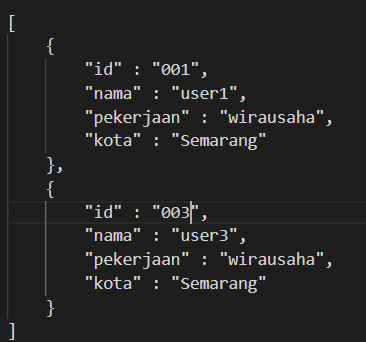 [
    {
        "id" : "001",
        "nama" : "user1",
        "pekerjaan" : "wirausaha",
        "kota" : "Semarang"
    },
    {
        "id" : "003",
        "nama" : "user3",
        "pekerjaan" : "wirausaha",
        "kota" : "Semarang"
    }
]